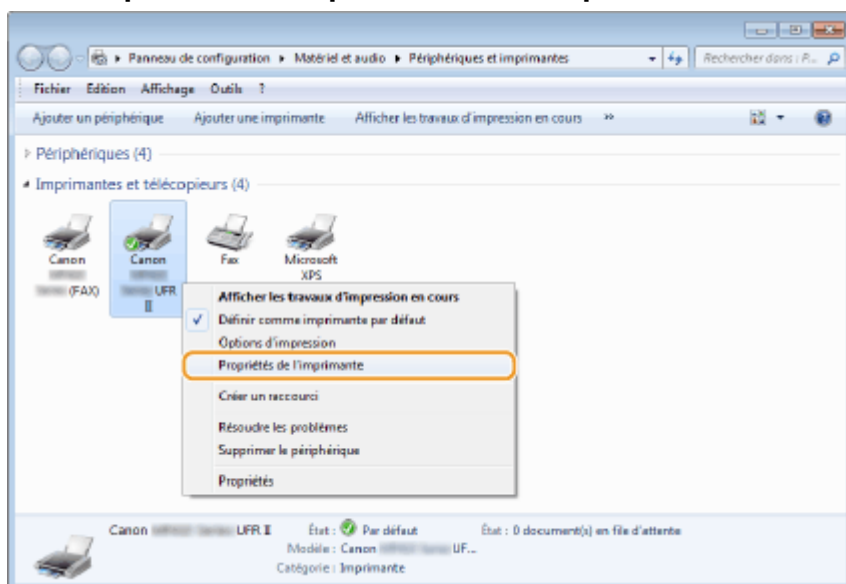 Panneau de configuration ▸ Matériel et audio ▸ Périphériques et imprimantes
Rechercher dans : P...
Fichier Edition Affichage Outils ?
Ajouter un périphérique Ajouter une imprimante Afficher les travaux d'impression en cours »
Périphériques (4)
Imprimantes et télécopieurs (4)
Canon
(FAX)
Canon
UFR
II
Fax
Microsoft
XPS
Afficher les travaux d'impression en cours
Définir comme imprimante par défaut
Options d'impression
Propriétés de l'imprimante
Créer un raccourci
Résoudre les problèmes
Supprimer le périphérique
Propriétés
Canon UFR II État : Par défaut État : 0 document(s) en file d'attente
Modèle : Canon UF...
Catégorie : Imprimante